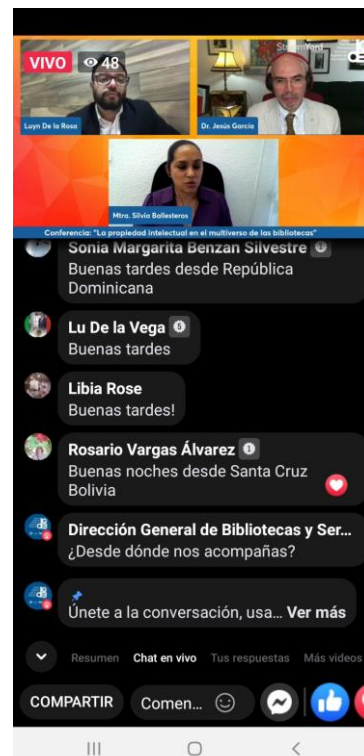 VIVO 48
StreamYard
Luyn De la Rosa
Dr. Jesús García
Mtra. Silvia Ballesteros
Conferencia: "La propiedad intelectual en el multiverso de las bibliotecas"
Sonia Margarita Benzan Silvestre
Buenas tardes desde República
Dominicana
Lu De la Vega
Buenas tardes
Libia Rose
Buenas tardes!
Rosario Vargas Álvarez
Buenas noches desde Santa Cruz
Bolivia
Dirección General de Bibliotecas y Ser...
¿Desde dónde nos acompañas?
Únete a la conversación, usa... Ver más
Resumen Chat en vivo Tus respuestas Más videos
COMPARTIR Comen...